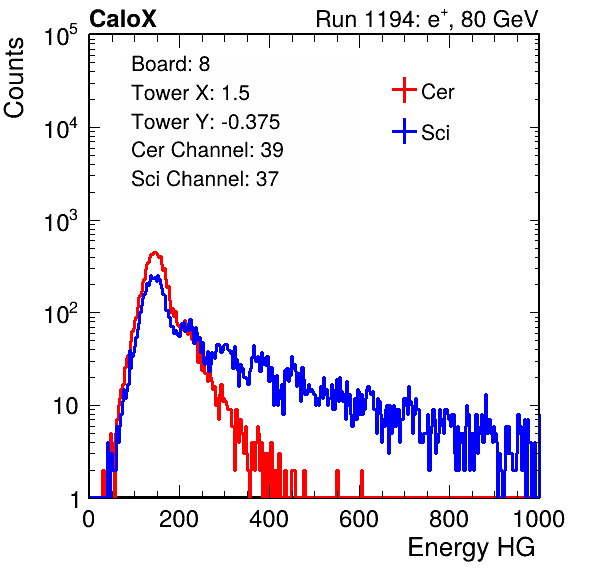 CaloX Run 1194: e⁺, 80 GeV
Counts
10⁵
10⁴
10³
10²
10
1
Board: 8
Tower X: 1.5
Tower Y: -0.375
Cer Channel: 39
Sci Channel: 37
Cer
Sci
0 200 400 600 800 1000
Energy HG